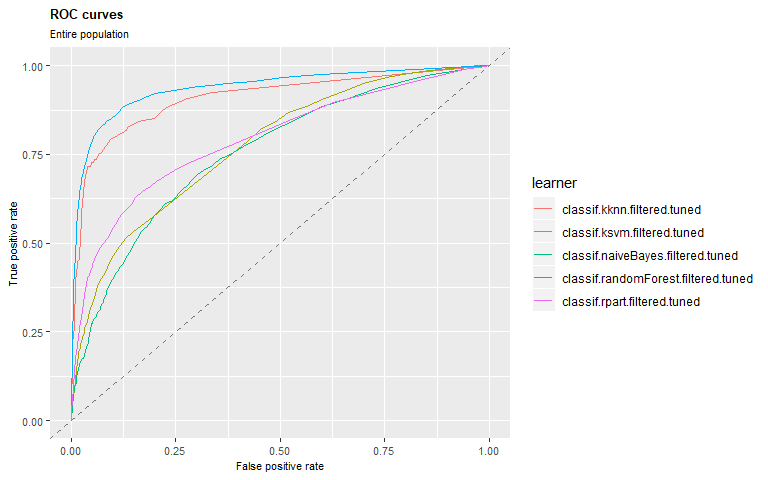 ROC curves
Entire population
1.00
0.75
0.50
0.25
0.00
True positive rate
0.00
0.25
0.50
0.75
1.00
False positive rate
learner
classif.kknn.filtered.tuned
classif.ksvm.filtered.tuned
classif.naiveBayes.filtered.tuned
classif.randomForest.filtered.tuned
classif.rpart.filtered.tuned